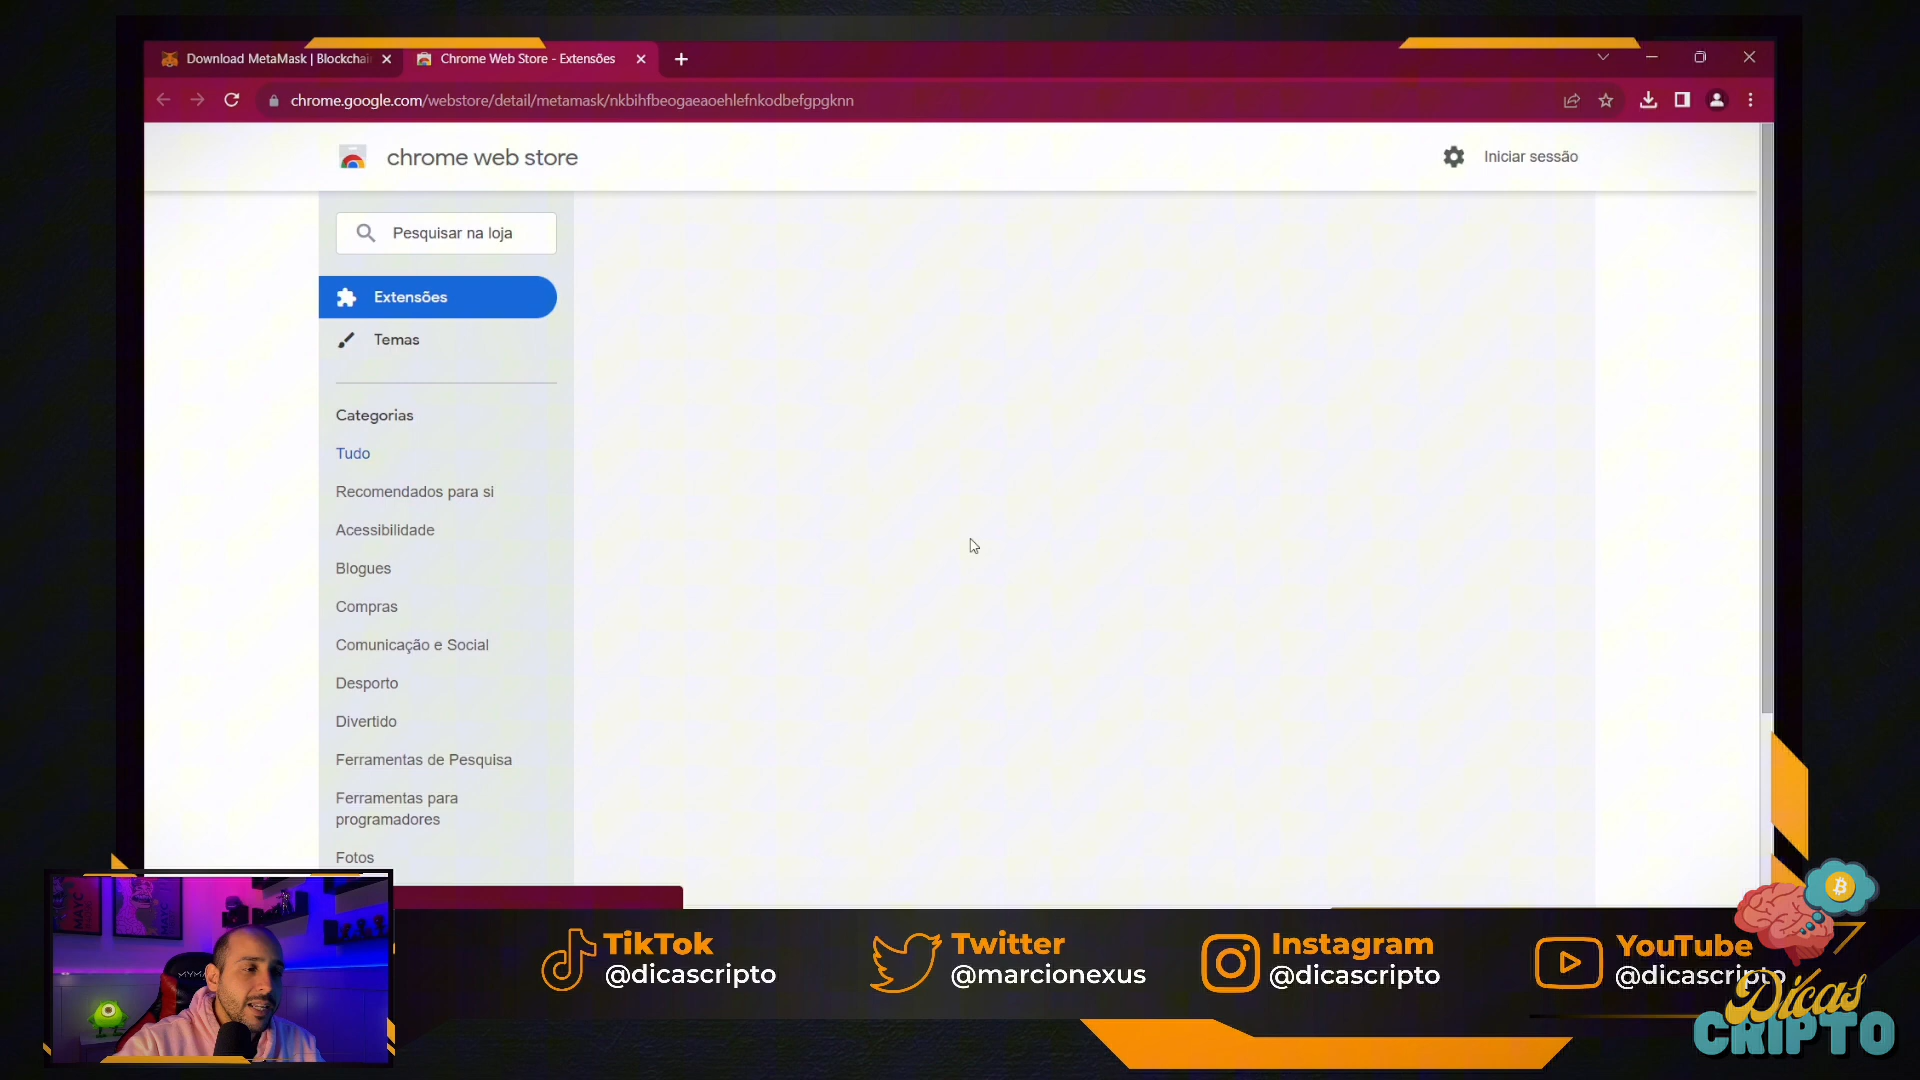 Download MetaMask | Blockchai
Chrome Web Store - Extensões
chrome.google.com/webstore/detail/metamask/nkbihfbeogaeaoehlefnkodbefgpgknn
chrome web store
Iniciar sessão
Pesquisar na loja
Extensões
Temas
Categorias
Tudo
Recomendados para si
Acessibilidade
Blogues
Compras
Comunicação e Social
Desporto
Divertido
Ferramentas de Pesquisa
Ferramentas para
programadores
Fotos
MAYC
TikTok
@dicascripto
Twitter
@marcionexus
Instagram
@dicascripto
YouTube
@dicascripto
Dicas
CRIPTO